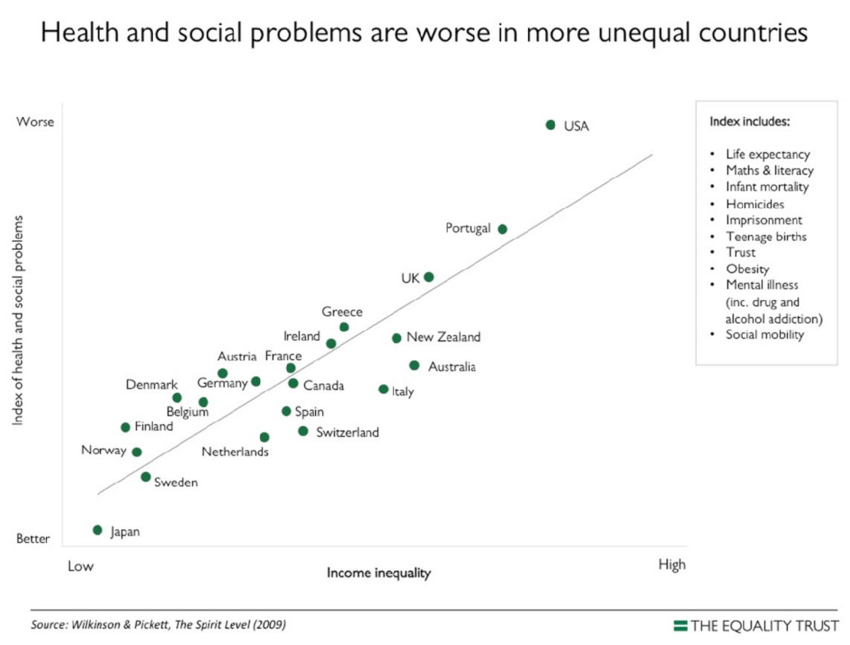 Health and social problems are worse in more unequal countries
Worse
USA
Index includes:
• Life expectancy
• Maths & literacy
• Infant mortality
• Homicides
• Imprisonment
• Teenage births
• Trust
• Obesity
• Mental illness
(inc. drug and
alcohol addiction)
• Social mobility
Index of health and social problems
Portugal
UK
Greece
Ireland
New Zealand
Austria
France
Australia
Denmark
Germany
Canada
Italy
Belgium
Spain
Finland
Switzerland
Norway
Netherlands
Sweden
Japan
Better
Low
Income inequality
High
Source: Wilkinson & Pickett, The Spirit Level (2009)
THE EQUALITY TRUST